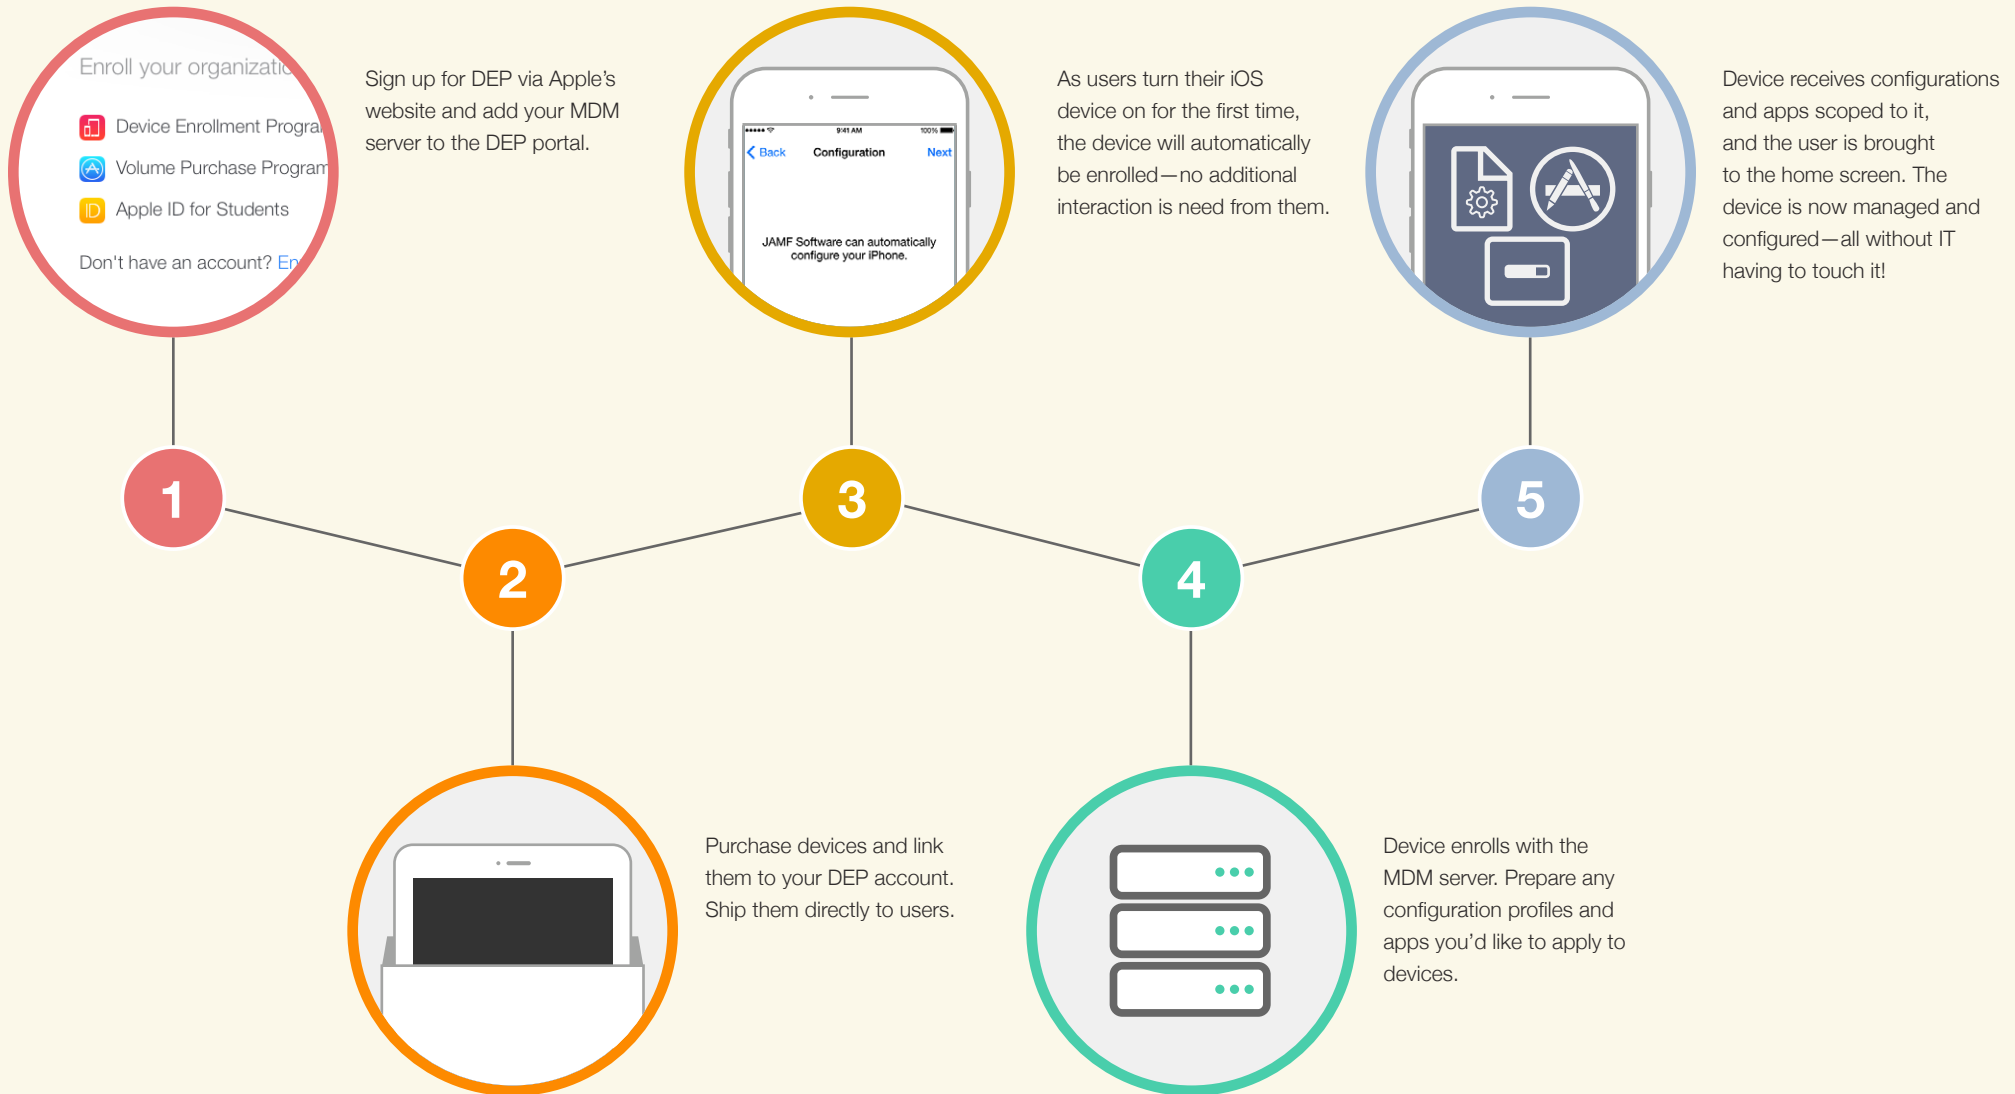 Enroll your organizatio
Device Enrollment Progra
Volume Purchase Program
ID
Apple ID for Students
Don't have an account? En
Sign up for DEP via Apple’s
website and add your MDM
server to the DEP portal.
9:41 AM
100%
Back
Configuration
Next
JAMF Software can automatically
configure your iPhone.
As users turn their iOS
device on for the first time,
the device will automatically
be enrolled—no additional
interaction is need from them.
Device receives configurations
and apps scoped to it,
and the user is brought
to the home screen. The
device is now managed and
configured—all without IT
having to touch it!
1
2
3
4
5
Purchase devices and link
them to your DEP account.
Ship them directly to users.
Device enrolls with the
MDM server. Prepare any
configuration profiles and
apps you’d like to apply to
devices.